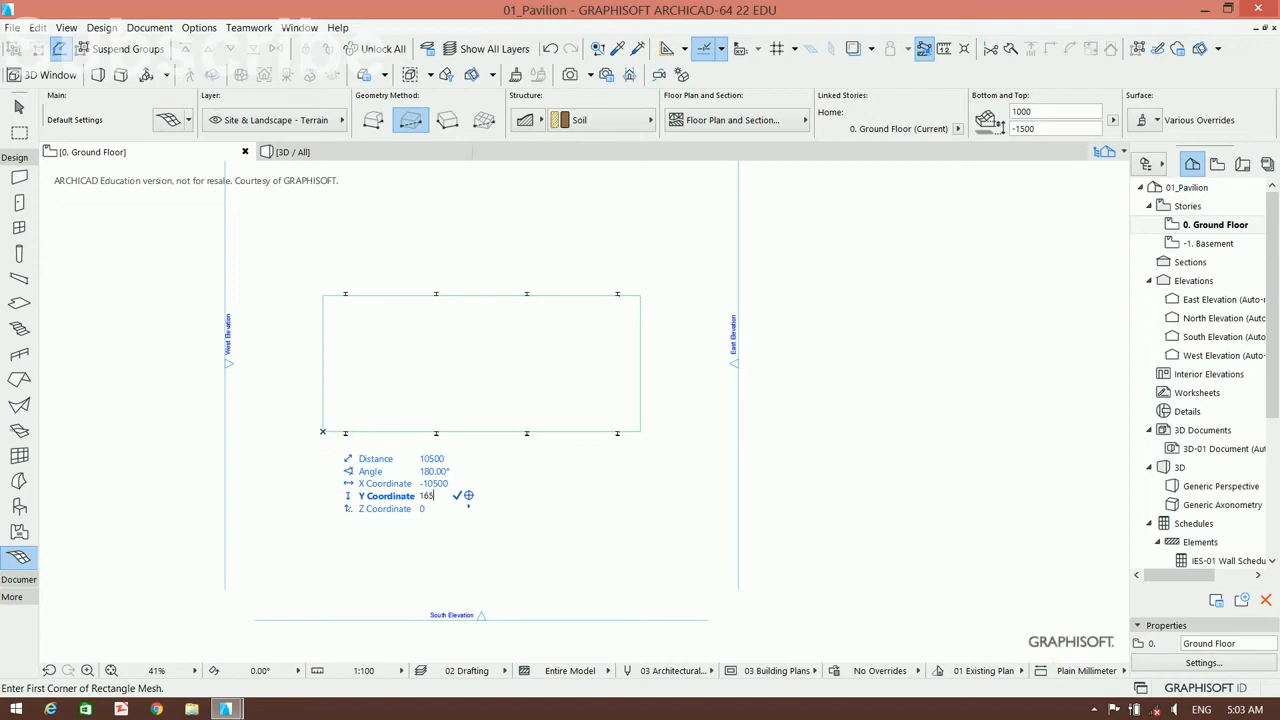 01_Pavilion - GRAPHISOFT ARCHICAD-64 22 EDU
File Edit View Design Document Options Teamwork Window Help
Subscribe
Suspend Groups
Unlock All
Show All Layers
3D Window
Main:
Layer:
Geometry Method:
Structure:
Floor Plan and Section:
Linked Stories:
Bottom and Top:
Surface:
Default Settings
Site & Landscape - Terrain
Soil
Floor Plan and Section...
Home:
0. Ground Floor (Current)
1000
-1500
Various Overrides
[0. Ground Floor]
[3D / All]
Design
ARCHICAD Education version, not for resale. Courtesy of GRAPHISOFT.
West Elevation
East Elevation
Distance 10500
Angle 180.00°
X Coordinate -10500
Y Coordinate 165
Z Coordinate 0
South Elevation
GRAPHISOFT.
01_Pavilion
Stories
0. Ground Floor
-1. Basement
Sections
Elevations
East Elevation (Auto-
North Elevation (Auto
South Elevation (Auto
West Elevation (Auto-
Interior Elevations
Worksheets
Details
3D Documents
3D-01 Document (Aut
3D
Generic Perspective
Generic Axonometry
Schedules
Elements
IES-01 Wall Schedu
Properties
0. Ground Floor
Settings...
Document
More
41%
0.00°
1:100
02 Drafting
Entire Model
03 Architectural...
03 Building Plans
No Overrides
01 Existing Plan
Plain Millimeter
Enter First Corner of Rectangle Mesh.
GRAPHISOFT ID
ENG 5:03 AM